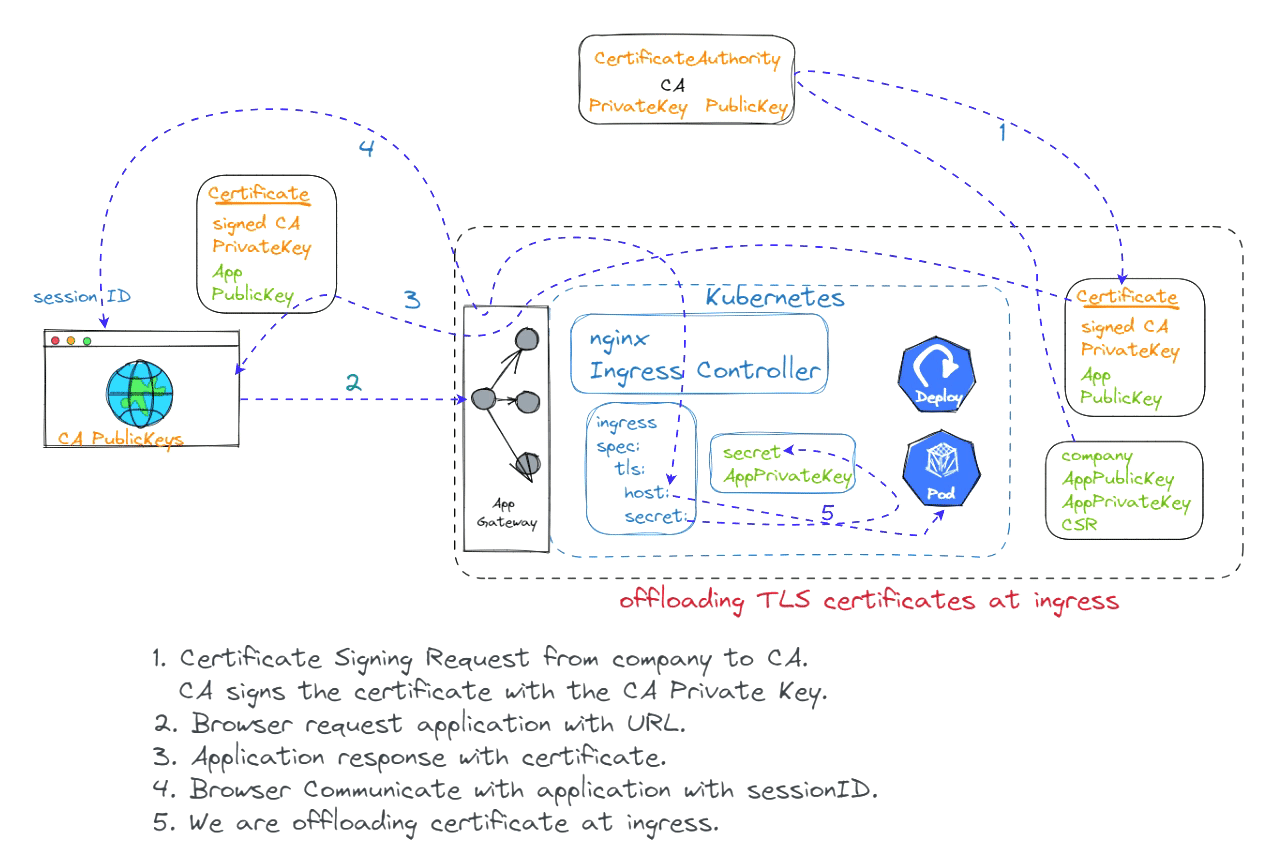 CertificateAuthority
CA
PrivateKey PublicKey
1
4
Certificate
signed CA
PrivateKey
App
PublicKey
session ID
3
2
CA PublicKeys
App
Gateway
Kubernetes
nginx
Ingress Controller
ingress
spec:
tls:
host:
secret:
secret
AppPrivateKey
5
Deploy
Pod
Certificate
signed CA
PrivateKey
App
PublicKey
company
AppPublicKey
AppPrivateKey
CSR
offloading TLS certificates at ingress
1. Certificate Signing Request from company to CA.
CA signs the certificate with the CA Private Key.
2. Browser request application with URL.
3. Application response with certificate.
4. Browser Communicate with application with sessionID.
5. We are offloading certificate at ingress.